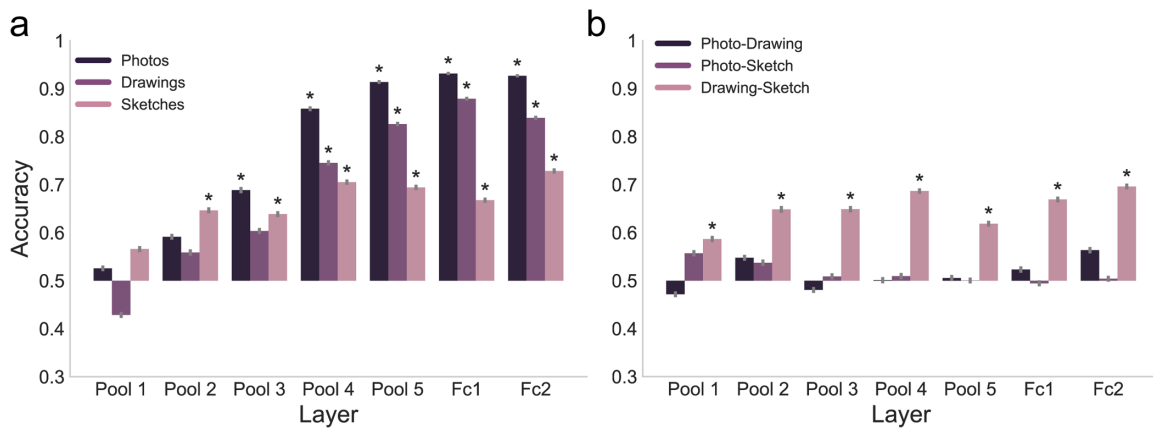 a
1
Photos
Drawings
Sketches
0.9
0.8
0.7
0.6
0.5
0.4
0.3
Accuracy
* * * * * * * * * * * * * * *
Pool 1 Pool 2 Pool 3 Pool 4 Pool 5 Fc1 Fc2
Layer
b
1
Photo-Drawing
Photo-Sketch
Drawing-Sketch
0.9
0.8
0.7
0.6
0.5
0.4
0.3
* * * * * * *
Pool 1 Pool 2 Pool 3 Pool 4 Pool 5 Fc1 Fc2
Layer